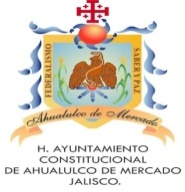 FEDERALISMO
SABER Y PAZ
Ahualulco de Mercado
H. AYUNTAMIENTO
CONSTITUCIONAL
DE AHUALULCO DE MERCADO
JALISCO.